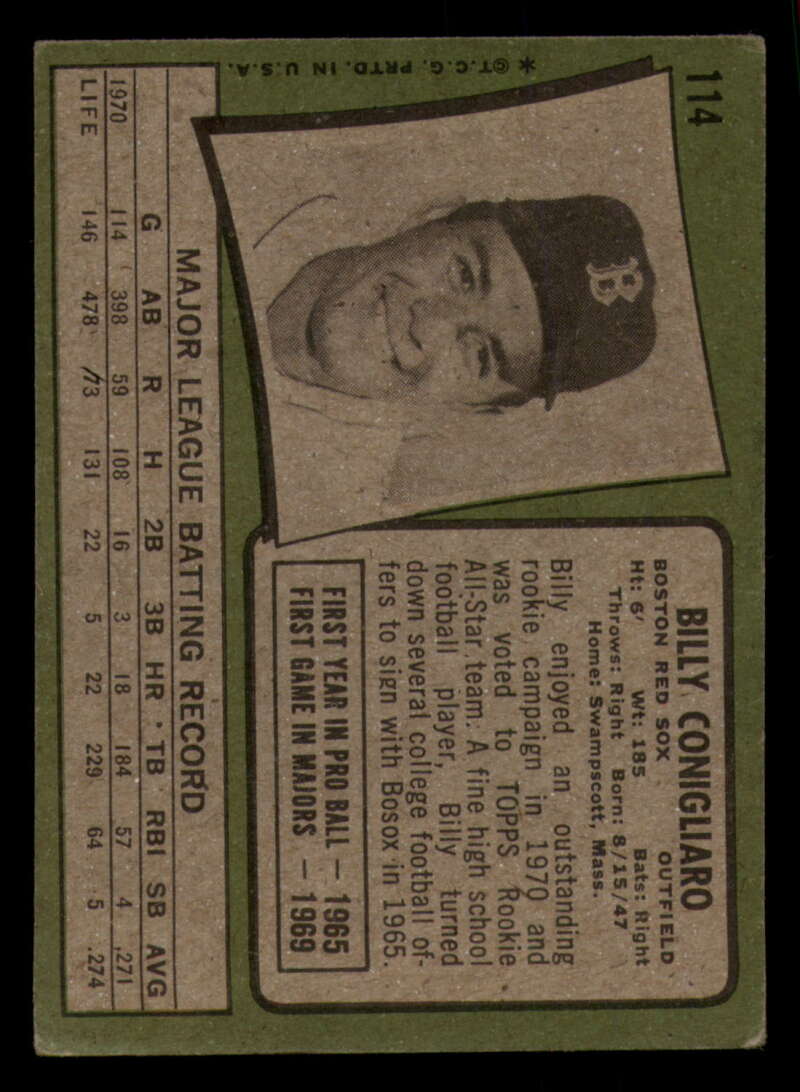 114
✶©T.C.G. PRTD. IN U.S.A.
B
BILLY CONIGLIARO
BOSTON RED SOX OUTFIELD
Ht: 6' Wt: 185 Bats: Right
Throws: Right Born: 8/15/47
Home: Swampscott, Mass.
Billy enjoyed an outstanding
rookie campaign in 1970 and
was voted to TOPPS Rookie
All-Star team. A fine high school
football player, Billy turned
down several college football of-
fers to sign with Bosox in 1965.
FIRST YEAR IN PRO BALL — 1965
FIRST GAME IN MAJORS — 1969
MAJOR LEAGUE BATTING RECORD
G AB R H 2B 3B HR TB RBI SB AVG
1970 114 398 59 108 16 3 18 184 57 4 .271
LIFE 146 478 73 131 22 5 22 229 64 5 .274